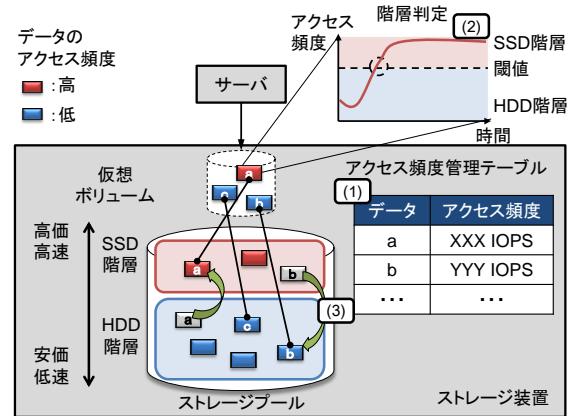 データの
アクセス頻度
:高
:低
サーバ
アクセス
頻度
階層判定
(2)
SSD階層
閾値
HDD階層
時間
仮想
ボリューム
a
c
b
アクセス頻度管理テーブル
(1)
データ アクセス頻度
a XXX IOPS
b YYY IOPS
… …
高価
高速
SSD
階層
a
b
(3)
HDD
階層
a
c
b
安価
低速
ストレージプール
ストレージ装置